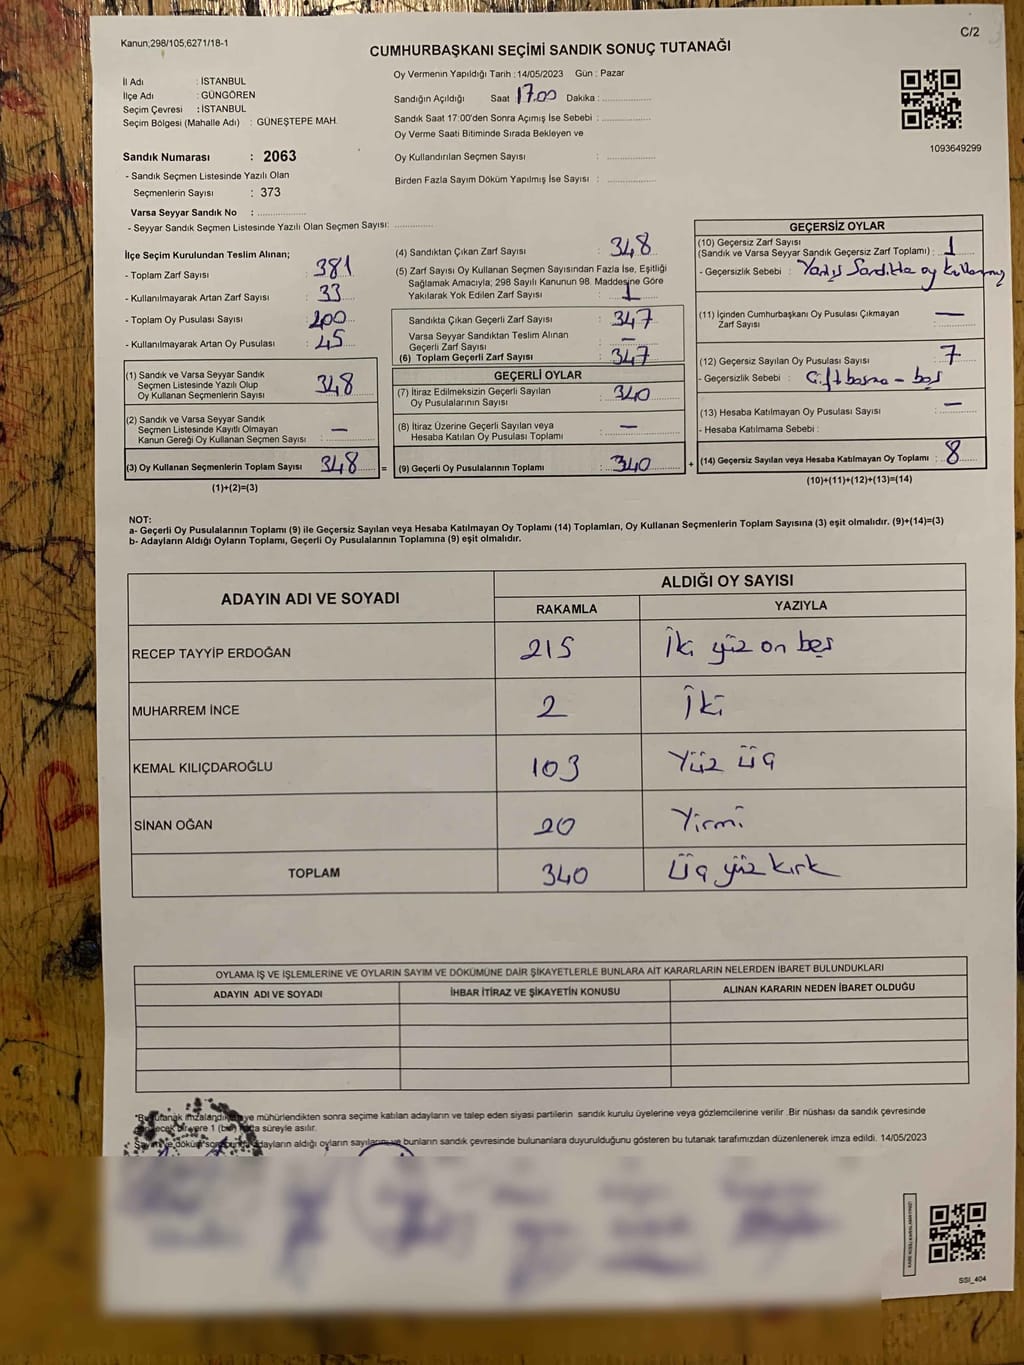 Kanun;298/105;6271/18-1
C/2
CUMHURBAŞKANI SEÇİMİ SANDIK SONUÇ TUTANAĞI
İl Adı : İSTANBUL
İlçe Adı : GÜNGÖREN
Seçim Çevresi : İSTANBUL
Seçim Bölgesi (Mahalle Adı) : GÜNEŞTEPE MAH.
Sandık Numarası : 2063
- Sandık Seçmen Listesinde Yazılı Olan
Seçmenlerin Sayısı : 373
Varsa Seyyar Sandık No : ................
- Seyyar Sandık Seçmen Listesinde Yazılı Olan Seçmen Sayısı: ..............
Oy Vermenin Yapıldığı Tarih : 14/05/2023 Gün : Pazar
Sandığın Açıldığı Saat 17.00 Dakika : ..................
Sandık Saat 17:00'den Sonra Açımış İse Sebebi : ..................
Oy Verme Saati Bitiminde Sırada Bekleyen ve
Oy Kullandırılan Seçmen Sayısı : ..................
Birden Fazla Sayım Döküm Yapılmış İse Sayısı : ..................
1093649299
İlçe Seçim Kurulundan Teslim Alınan;
- Toplam Zarf Sayısı : 381
- Kullanılmayarak Artan Zarf Sayısı : 33
- Toplam Oy Pusulası Sayısı : 400
- Kullanılmayarak Artan Oy Pusulası : 45
(1) Sandık ve Varsa Seyyar Sandık
Seçmen Listesinde Yazılı Olup
Oy Kullanan Seçmenlerin Sayısı : 348
(2) Sandık ve Varsa Seyyar Sandık
Seçmen Listesinde Kayıtlı Olmayan
Kanun Gereği Oy Kullanan Seçmen Sayısı : —
(3) Oy Kullanan Seçmenlerin Toplam Sayısı : 348 =
(1)+(2)=(3)
(4) Sandıktan Çıkan Zarf Sayısı : 348
(5) Zarf Sayısı Oy Kullanan Seçmen Sayısından Fazla İse, Eşitliği
Sağlamak Amacıyla; 298 Sayılı Kanunun 98. Maddesine Göre
Yakılarak Yok Edilen Zarf Sayısı : 1
Sandıkta Çıkan Geçerli Zarf Sayısı : 347
Varsa Seyyar Sandıktan Teslim Alınan
Geçerli Zarf Sayısı : —
(6) Toplam Geçerli Zarf Sayısı : 347
GEÇERLİ OYLAR
(7) İtiraz Edilmeksizin Geçerli Sayılan
Oy Pusulalarının Sayısı : 340
(8) İtiraz Üzerine Geçerli Sayılan veya
Hesaba Katılan Oy Pusulası Toplamı : —
(9) Geçerli Oy Pusulalarının Toplamı : 340 +
GEÇERSİZ OYLAR
(10) Geçersiz Zarf Sayısı
(Sandık ve Varsa Seyyar Sandık Geçersiz Zarf Toplamı) : 1
- Geçersizlik Sebebi : Yanlış Sandıkta oy kullanmış
(11) İçinden Cumhurbaşkanı Oy Pusulası Çıkmayan
Zarf Sayısı : —
(12) Geçersiz Sayılan Oy Pusulası Sayısı : 7
- Geçersizlik Sebebi : Çift basma - boş
(13) Hesaba Katılmayan Oy Pusulası Sayısı : —
- Hesaba Katılmama Sebebi :
(14) Geçersiz Sayılan veya Hesaba Katılmayan Oy Toplamı : 8
(10)+(11)+(12)+(13)=(14)
NOT:
a- Geçerli Oy Pusulalarının Toplamı (9) ile Geçersiz Sayılan veya Hesaba Katılmayan Oy Toplamı (14) Toplamları, Oy Kullanan Seçmenlerin Toplam Sayısına (3) eşit olmalıdır. (9)+(14)=(3)
b- Adayların Aldığı Oyların Toplamı, Geçerli Oy Pusulalarının Toplamına (9) eşit olmalıdır.
ADAYIN ADI VE SOYADI
ALDIĞI OY SAYISI
RAKAMLA YAZIYLA
RECEP TAYYİP ERDOĞAN 215 İki yüz on beş
MUHARREM İNCE 2 İki
KEMAL KILIÇDAROĞLU 103 Yüz üç
SİNAN OĞAN 20 Yirmi
TOPLAM 340 Üç yüz kırk
OYLAMA İŞ VE İŞLEMLERİNE VE OYLARIN SAYIM VE DÖKÜMÜNE DAİR ŞİKAYETLERLE BUNLARA AİT KARARLARIN NELERDEN İBARET BULUNDUKLARI
ADAYIN ADI VE SOYADI İHBAR İTİRAZ VE ŞİKAYETİN KONUSU ALINAN KARARIN NEDEN İBARET OLDUĞU
mühürlendikten sonra seçime katılan adayların ve talep eden siyasi partilerin sandık kurulu üyelerine veya gözlemcilerine verilir .Bir nüshası da sandık çevresinde
süreyle asılır.
adayların aldığı oyların sayılarını ve bunların sandık çevresinde bulunanlara duyurulduğunu gösteren bu tutanak tarafımızdan düzenlenerek imza edildi. 14/05/2023
SSI_404